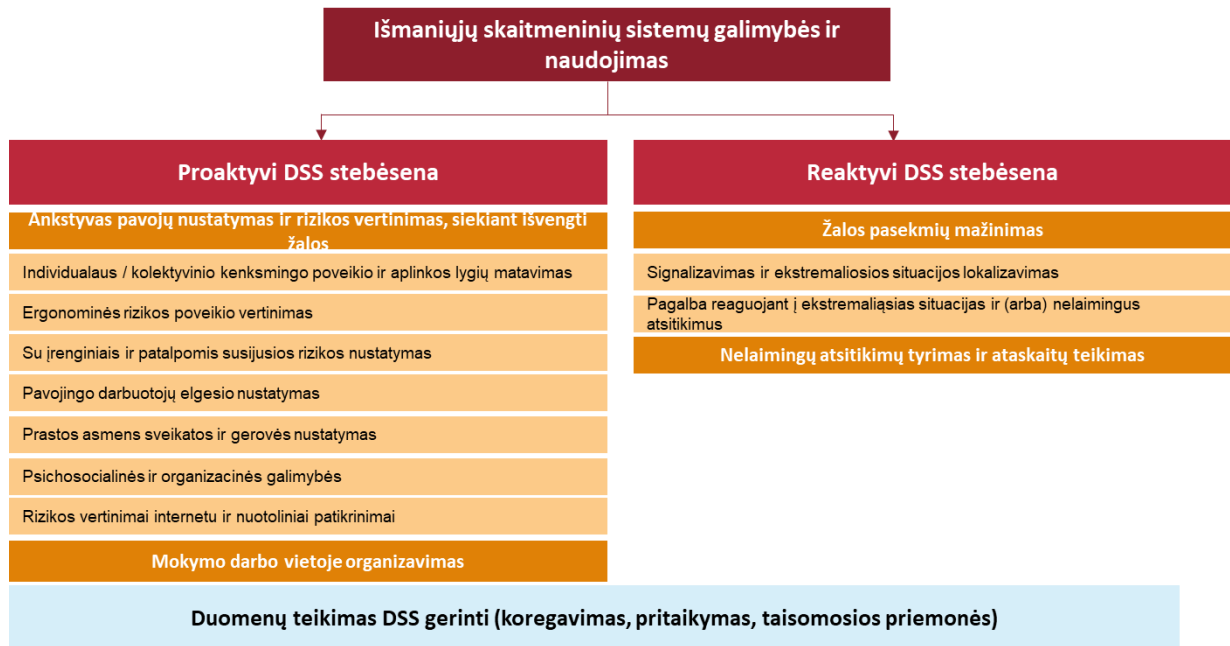 Išmaniųjų skaitmeninių sistemų galimybės ir
naudojimas
Proaktyvi DSS stebėsena
Ankstyvas pavojų nustatymas ir rizikos vertinimas, siekiant išvengti
žalos
Individualaus / kolektyvinio kenksmingo poveikio ir aplinkos lygių matavimas
Ergonominės rizikos poveikio vertinimas
Su įrenginiais ir patalpomis susijusios rizikos nustatymas
Pavojingo darbuotojų elgesio nustatymas
Prastos asmens sveikatos ir gerovės nustatymas
Psichosocialinės ir organizacinės galimybės
Rizikos vertinimai internetu ir nuotoliniai patikrinimai
Mokymo darbo vietoje organizavimas
Reaktyvi DSS stebėsena
Žalos pasekmių mažinimas
Signalizavimas ir ekstremaliosios situacijos lokalizavimas
Pagalba reaguojant į ekstremaliąsias situacijas ir (arba) nelaimingus
atsitikimus
Nelaimingų atsitikimų tyrimas ir ataskaitų teikimas
Duomenų teikimas DSS gerinti (koregavimas, pritaikymas, taisomosios priemonės)